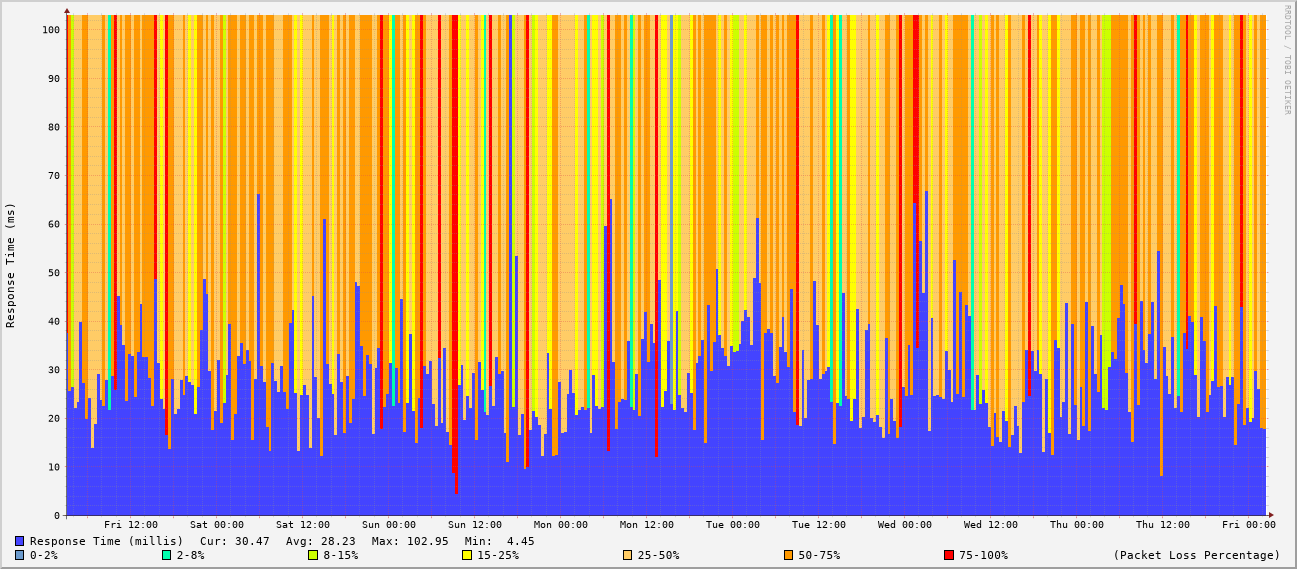 RRDTOOL / TOBI OETIKER
Response Time (ms)
100
90
80
70
60
50
40
30
20
10
0
Fri 12:00 Sat 00:00 Sat 12:00 Sun 00:00 Sun 12:00 Mon 00:00 Mon 12:00 Tue 00:00 Tue 12:00 Wed 00:00 Wed 12:00 Thu 00:00 Thu 12:00 Fri 00:00
Response Time (millis) Cur: 30.47 Avg: 28.23 Max: 102.95 Min: 4.45
0-2% 2-8% 8-15% 15-25% 25-50% 50-75% 75-100% (Packet Loss Percentage)